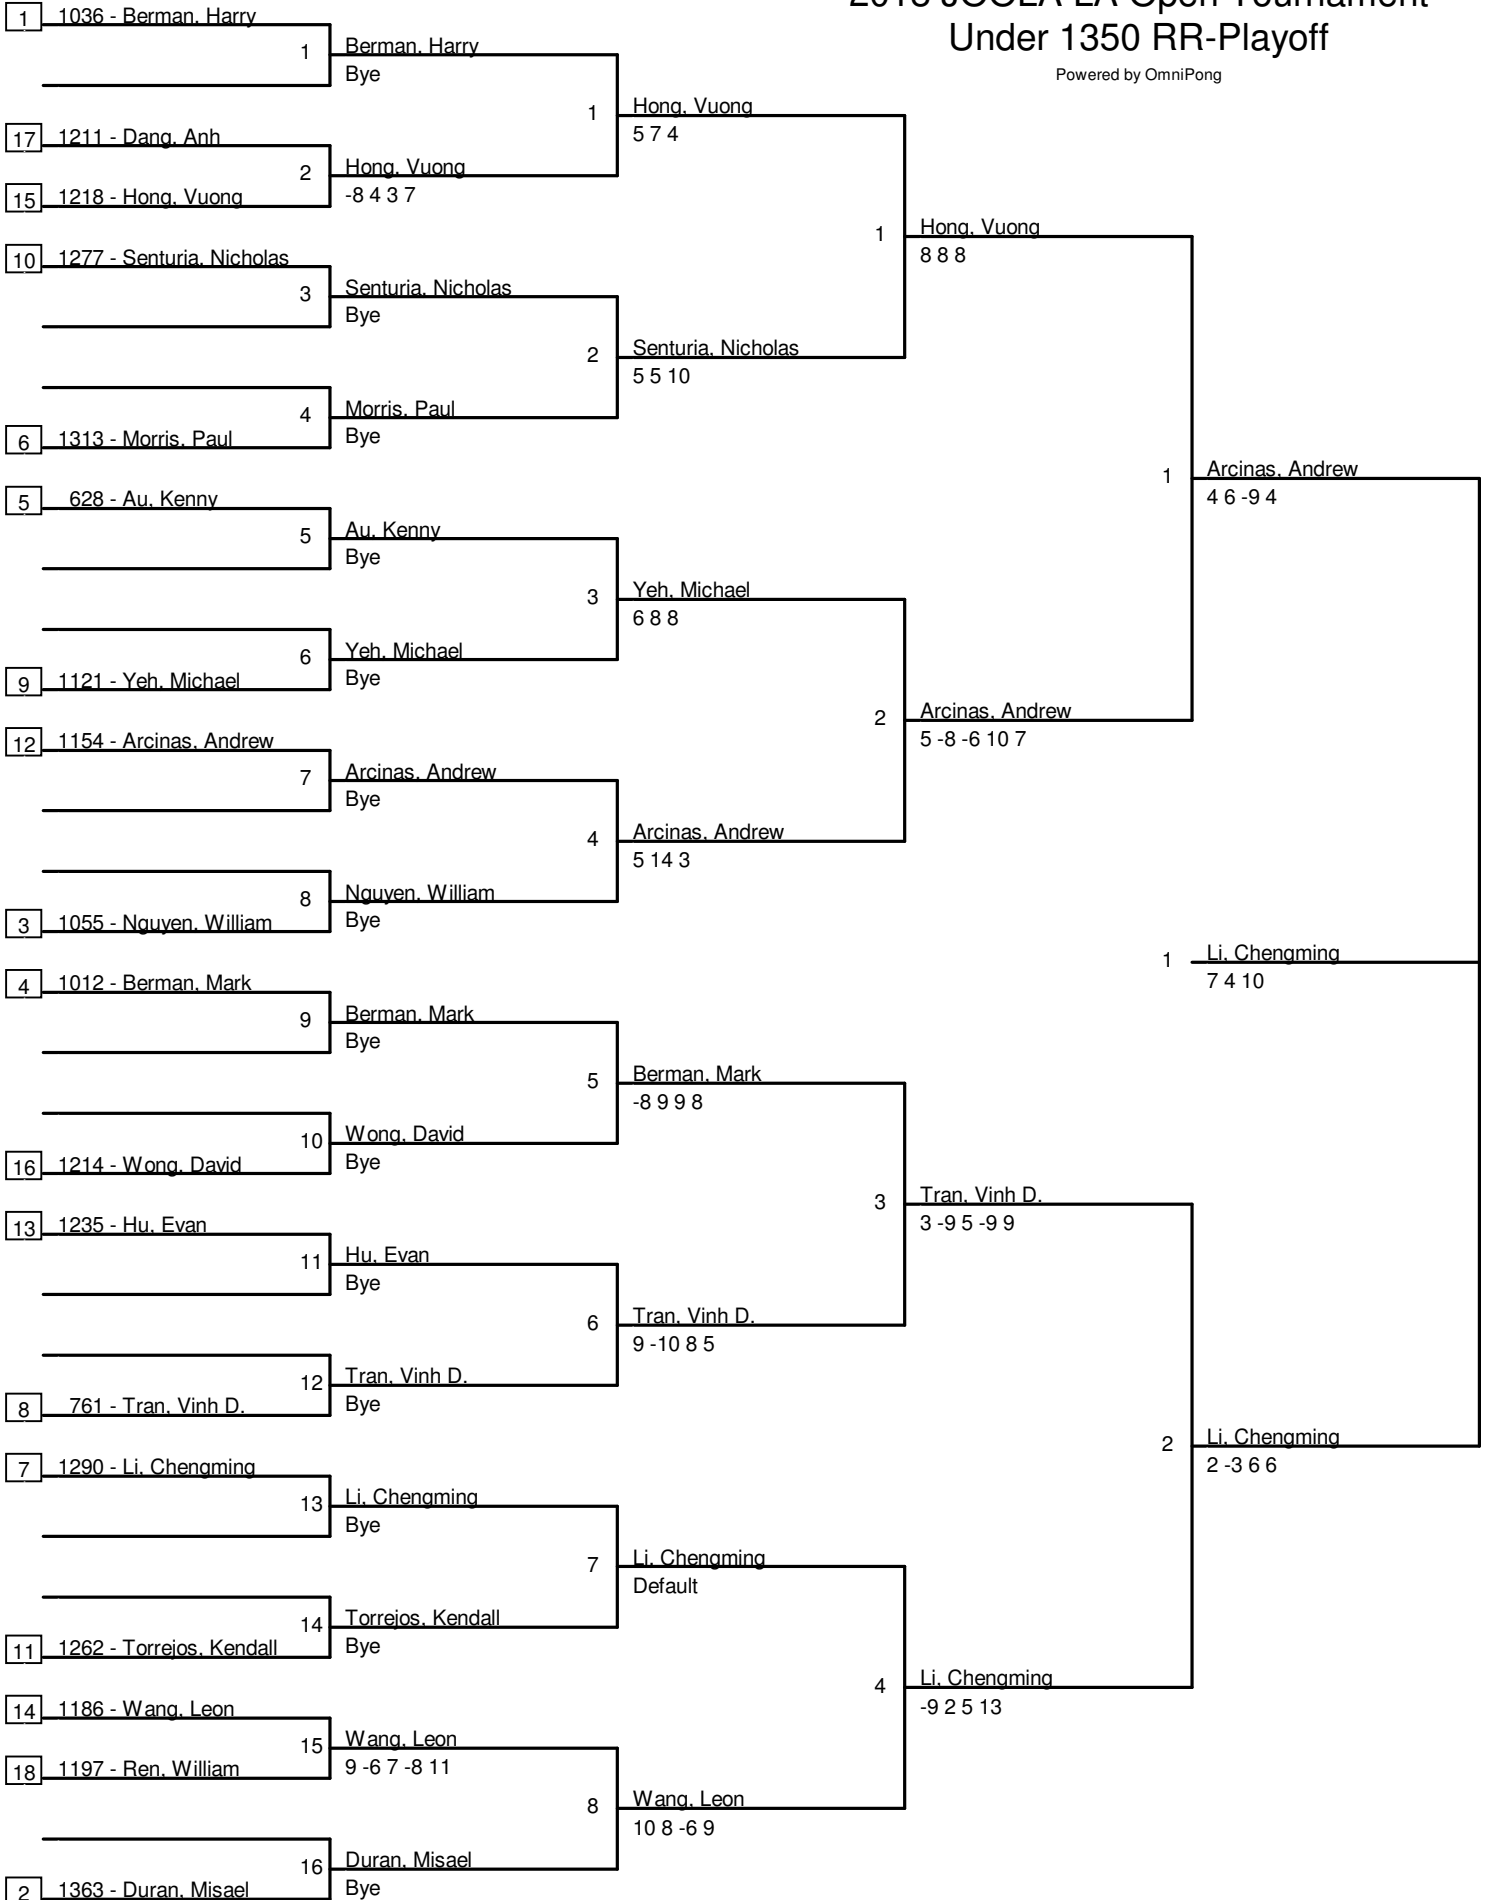 2018 JOOLA LA Open Tournament
Under 1350 RR-Playoff
Powered by OmniPong
1 1036 - Berman, Harry
1 Berman, Harry
Bye
1 Hong, Vuong
5 7 4
17 1211 - Dang, Anh
2 Hong, Vuong
-8 4 3 7
15 1218 - Hong, Vuong
1 Hong, Vuong
8 8 8
10 1277 - Senturia, Nicholas
3 Senturia, Nicholas
Bye
2 Senturia, Nicholas
5 5 10
4 Morris, Paul
Bye
6 1313 - Morris, Paul
1 Arcinas, Andrew
4 6 -9 4
5 628 - Au, Kenny
5 Au, Kenny
Bye
3 Yeh, Michael
6 8 8
6 Yeh, Michael
Bye
9 1121 - Yeh, Michael
2 Arcinas, Andrew
5 -8 -6 10 7
12 1154 - Arcinas, Andrew
7 Arcinas, Andrew
Bye
4 Arcinas, Andrew
5 14 3
8 Nguyen, William
Bye
3 1055 - Nguyen, William
1 Li, Chengming
7 4 10
4 1012 - Berman, Mark
9 Berman, Mark
Bye
5 Berman, Mark
-8 9 9 8
10 Wong, David
Bye
16 1214 - Wong, David
3 Tran, Vinh D.
3 -9 5 -9 9
13 1235 - Hu, Evan
11 Hu, Evan
Bye
6 Tran, Vinh D.
9 -10 8 5
12 Tran, Vinh D.
Bye
8 761 - Tran, Vinh D.
2 Li, Chengming
2 -3 6 6
7 1290 - Li, Chengming
13 Li, Chengming
Bye
7 Li, Chengming
Default
14 Torrejos, Kendall
Bye
11 1262 - Torrejos, Kendall
4 Li, Chengming
-9 2 5 13
14 1186 - Wang, Leon
15 Wang, Leon
9 -6 7 -8 11
18 1197 - Ren, William
8 Wang, Leon
10 8 -6 9
16 Duran, Misael
Bye
2 1363 - Duran, Misael